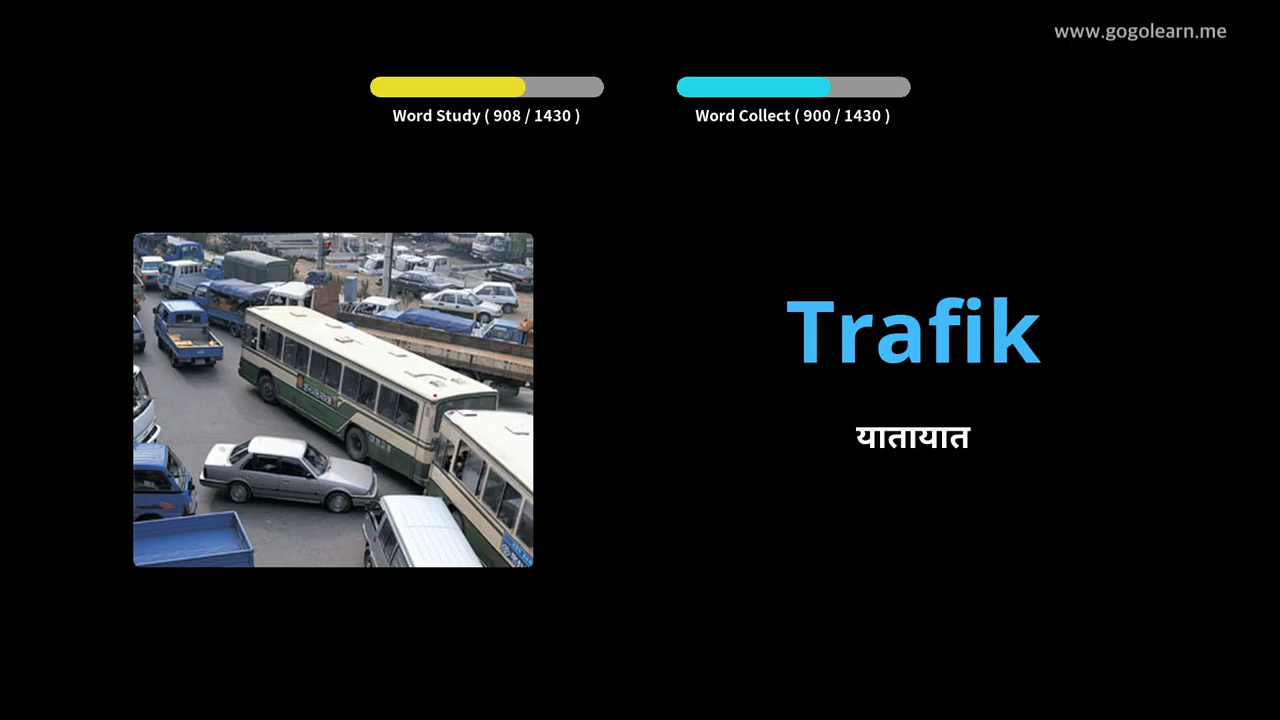 www.gogolearn.me
Word Study ( 908 / 1430 )
Word Collect ( 900 / 1430 )
Trafik
यातायात